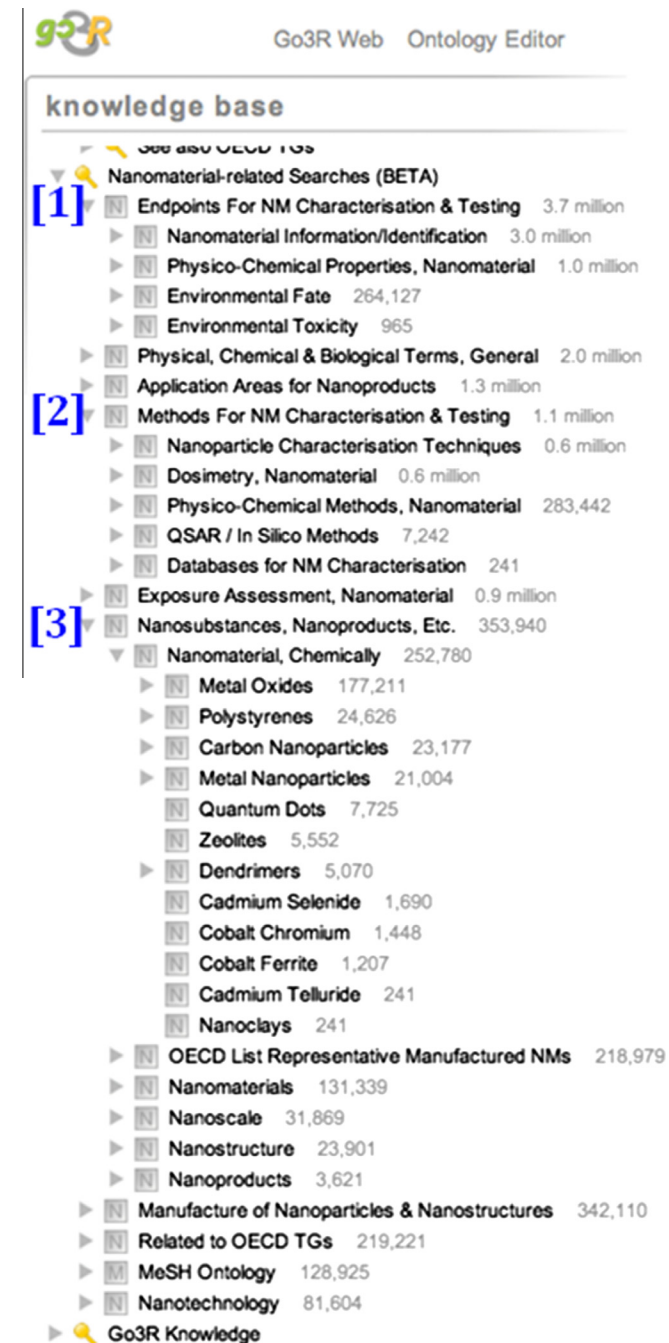 go3R
Go3R Web Ontology Editor
knowledge base
See also OECD TGs
Nanomaterial-related Searches (BETA)
[1] N Endpoints For NM Characterisation & Testing 3.7 million
N Nanomaterial Information/Identification 3.0 million
N Physico-Chemical Properties, Nanomaterial 1.0 million
N Environmental Fate 264,127
N Environmental Toxicity 965
N Physical, Chemical & Biological Terms, General 2.0 million
N Application Areas for Nanoproducts 1.3 million
[2] N Methods For NM Characterisation & Testing 1.1 million
N Nanoparticle Characterisation Techniques 0.6 million
N Dosimetry, Nanomaterial 0.6 million
N Physico-Chemical Methods, Nanomaterial 283,442
N QSAR / In Silico Methods 7,242
N Databases for NM Characterisation 241
N Exposure Assessment, Nanomaterial 0.9 million
[3] N Nanosubstances, Nanoproducts, Etc. 353,940
N Nanomaterial, Chemically 252,780
N Metal Oxides 177,211
N Polystyrenes 24,626
N Carbon Nanoparticles 23,177
N Metal Nanoparticles 21,004
N Quantum Dots 7,725
N Zeolites 5,552
N Dendrimers 5,070
N Cadmium Selenide 1,690
N Cobalt Chromium 1,448
N Cobalt Ferrite 1,207
N Cadmium Telluride 241
N Nanoclays 241
N OECD List Representative Manufactured NMs 218,979
N Nanomaterials 131,339
N Nanoscale 31,869
N Nanostructure 23,901
N Nanoproducts 3,621
N Manufacture of Nanoparticles & Nanostructures 342,110
N Related to OECD TGs 219,221
M MeSH Ontology 128,925
N Nanotechnology 81,604
Go3R Knowledge